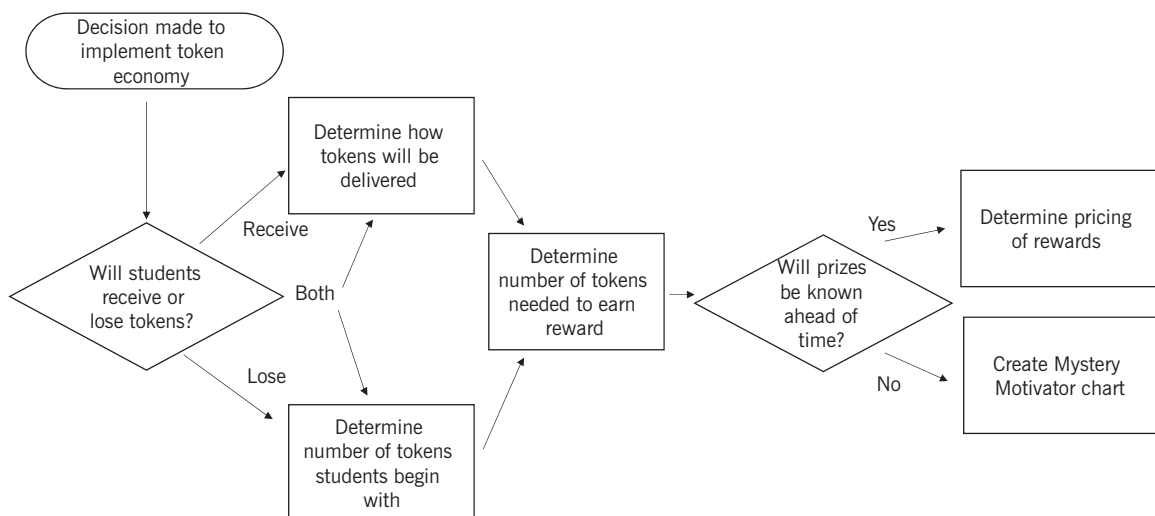 Decision made to
implement token
economy
Will students
receive or
lose tokens?
Receive
Both
Lose
Determine how
tokens will be
delivered
Determine
number of tokens
students begin
with
Determine
number of tokens
needed to earn
reward
Will prizes
be known
ahead of
time?
Yes
No
Determine pricing
of rewards
Create Mystery
Motivator chart